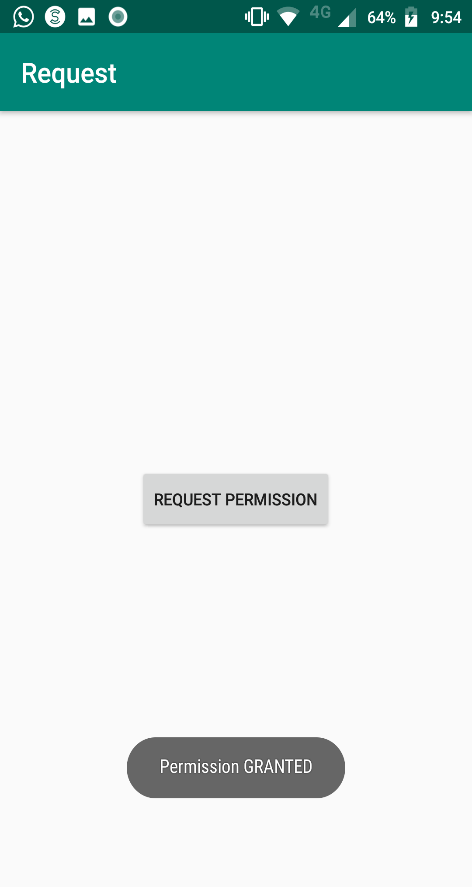 4G 64% 9:54
Request
REQUEST PERMISSION
Permission GRANTED